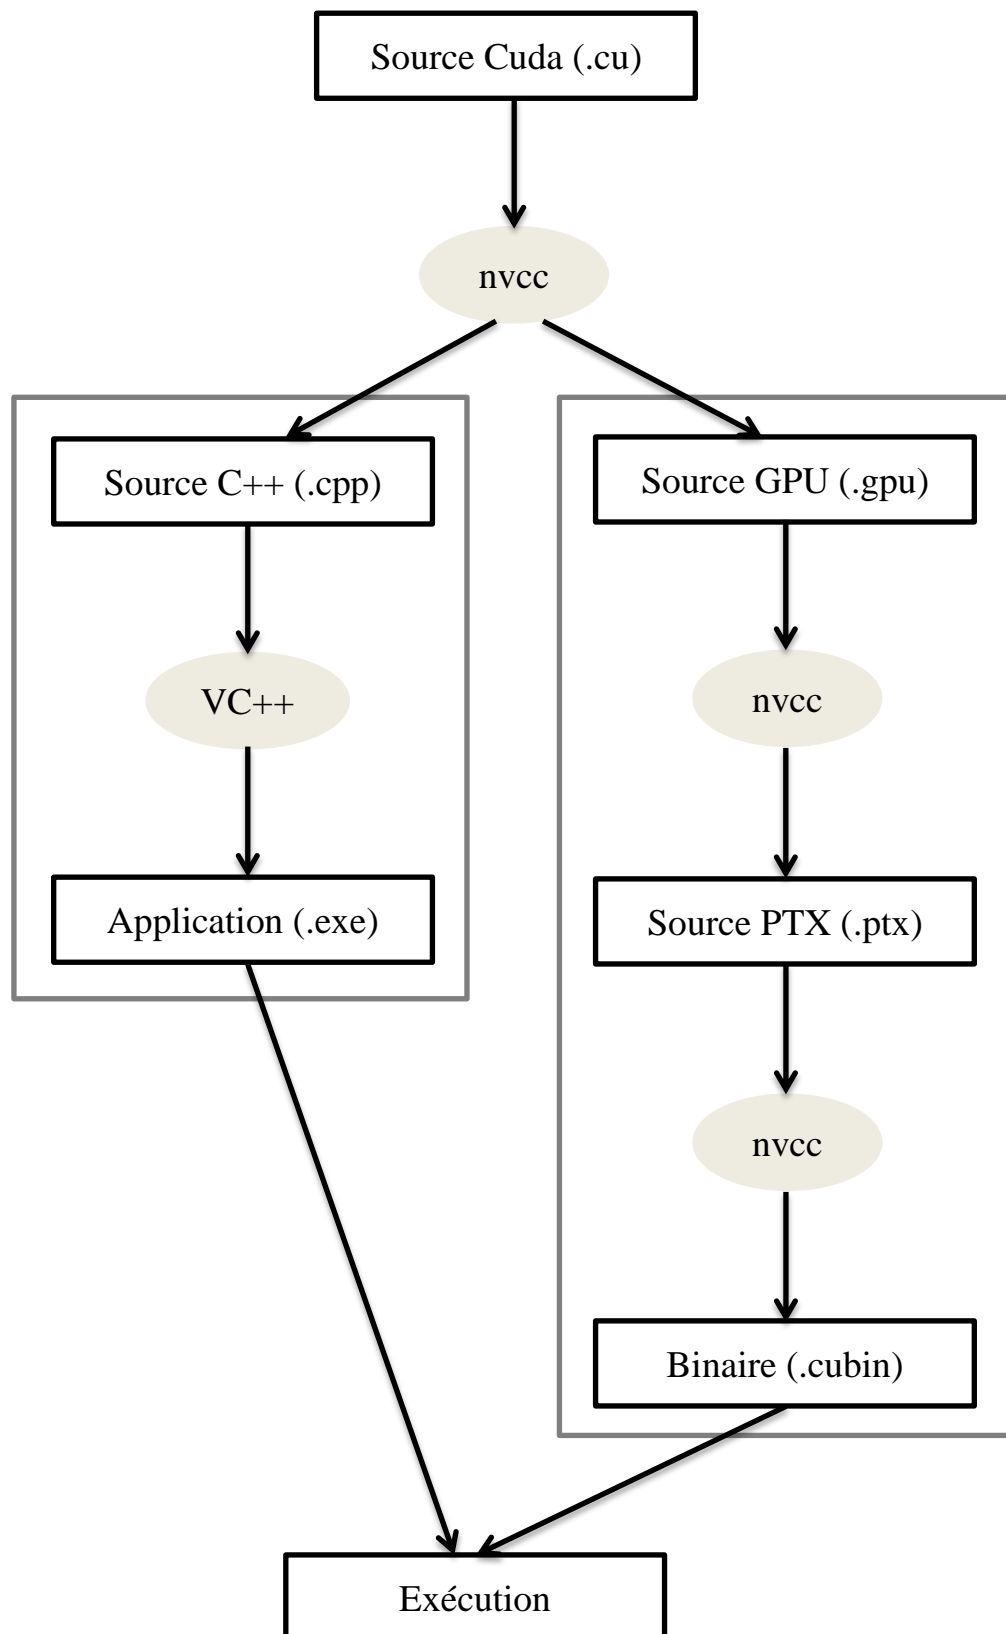 Source Cuda (.cu)
nvcc
Source C++ (.cpp)
Source GPU (.gpu)
VC++
nvcc
Application (.exe)
Source PTX (.ptx)
nvcc
Binaire (.cubin)
Exécution